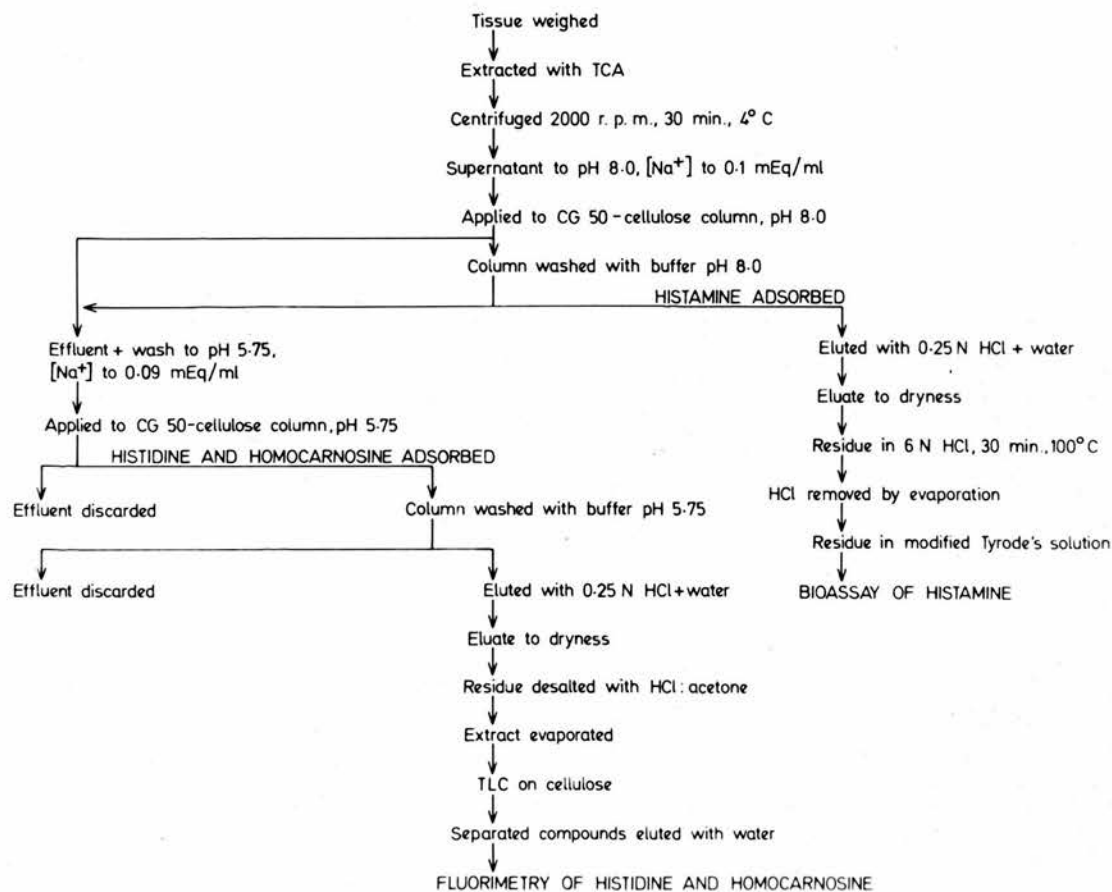 Tissue weighed
Extracted with TCA
Centrifuged 2000 r. p. m., 30 min., 4° C
Supernatant to pH 8·0, [Na+] to 0·1 mEq/ml
Applied to CG 50-cellulose column, pH 8·0
Column washed with buffer pH 8·0
HISTAMINE ADSORBED
Effluent + wash to pH 5·75,
[Na+] to 0·09 mEq/ml
Applied to CG 50-cellulose column, pH 5·75
HISTIDINE AND HOMOCARNOSINE ADSORBED
Effluent discarded
Column washed with buffer pH 5·75
Effluent discarded
Eluted with 0·25 N HCl+water
Eluate to dryness
Residue desalted with HCl : acetone
Extract evaporated
TLC on cellulose
Separated compounds eluted with water
FLUORIMETRY OF HISTIDINE AND HOMOCARNOSINE
Eluted with 0·25 N HCl + water
Eluate to dryness
Residue in 6 N HCl, 30 min., 100° C
HCl removed by evaporation
Residue in modified Tyrode's solution
BIOASSAY OF HISTAMINE